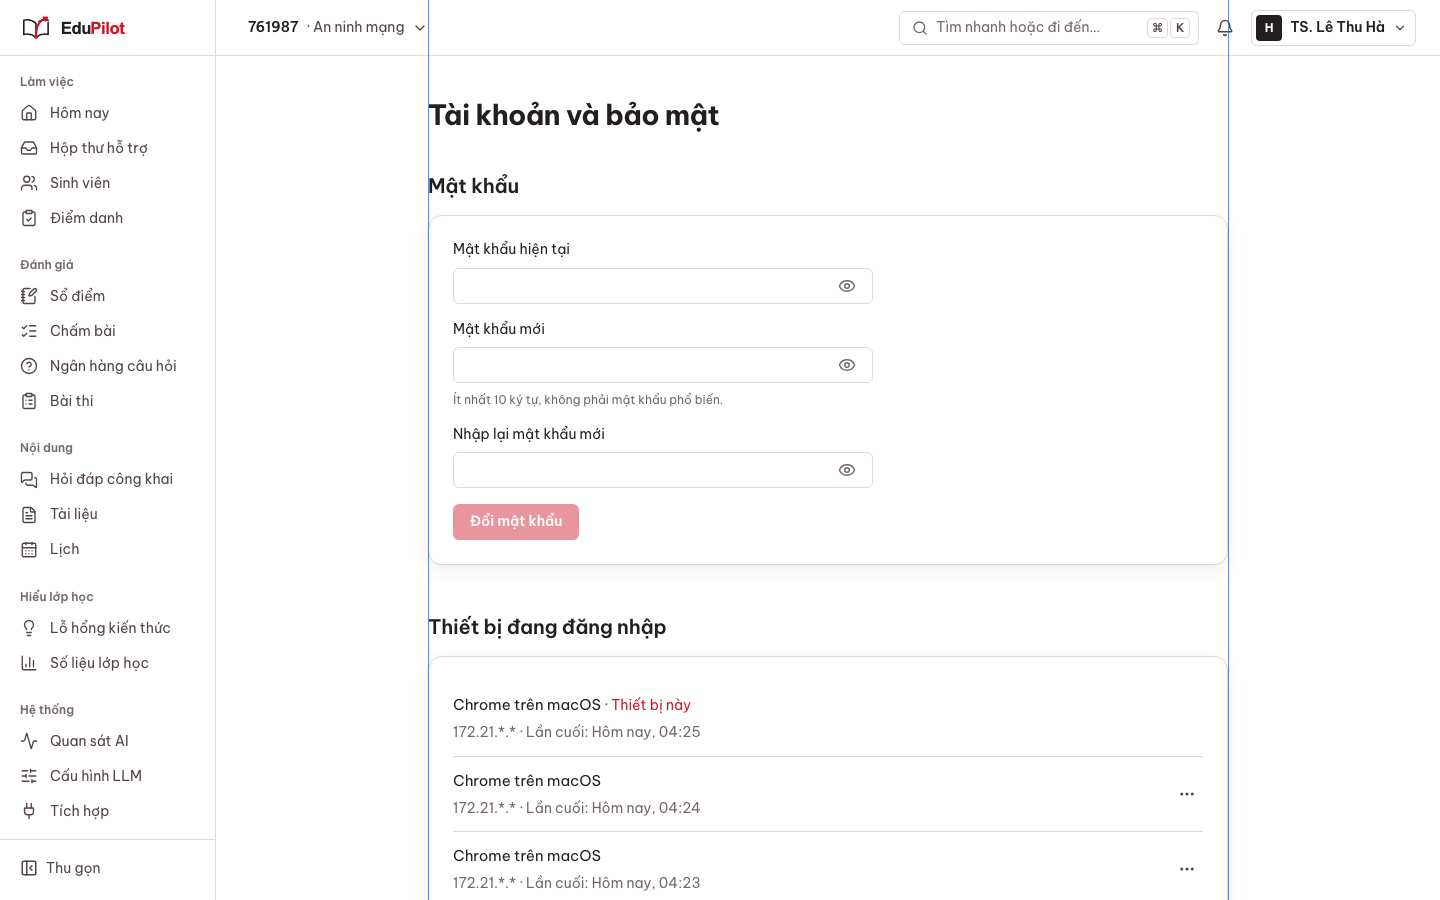 EduPilot
761987 · An ninh mạng
Tìm nhanh hoặc đi đến...
⌘ K
H
TS. Lê Thu Hà
Làm việc
Hôm nay
Hộp thư hỗ trợ
Sinh viên
Điểm danh
Đánh giá
Sổ điểm
Chấm bài
Ngân hàng câu hỏi
Bài thi
Nội dung
Hỏi đáp công khai
Tài liệu
Lịch
Hiểu lớp học
Lỗ hổng kiến thức
Số liệu lớp học
Hệ thống
Quan sát AI
Cấu hình LLM
Tích hợp
Thu gọn
Tài khoản và bảo mật
Mật khẩu
Mật khẩu hiện tại
Mật khẩu mới
Ít nhất 10 ký tự, không phải mật khẩu phổ biến.
Nhập lại mật khẩu mới
Đổi mật khẩu
Thiết bị đang đăng nhập
Chrome trên macOS · Thiết bị này
172.21.*.* · Lần cuối: Hôm nay, 04:25
Chrome trên macOS
172.21.*.* · Lần cuối: Hôm nay, 04:24
Chrome trên macOS
172.21.*.* · Lần cuối: Hôm nay, 04:23